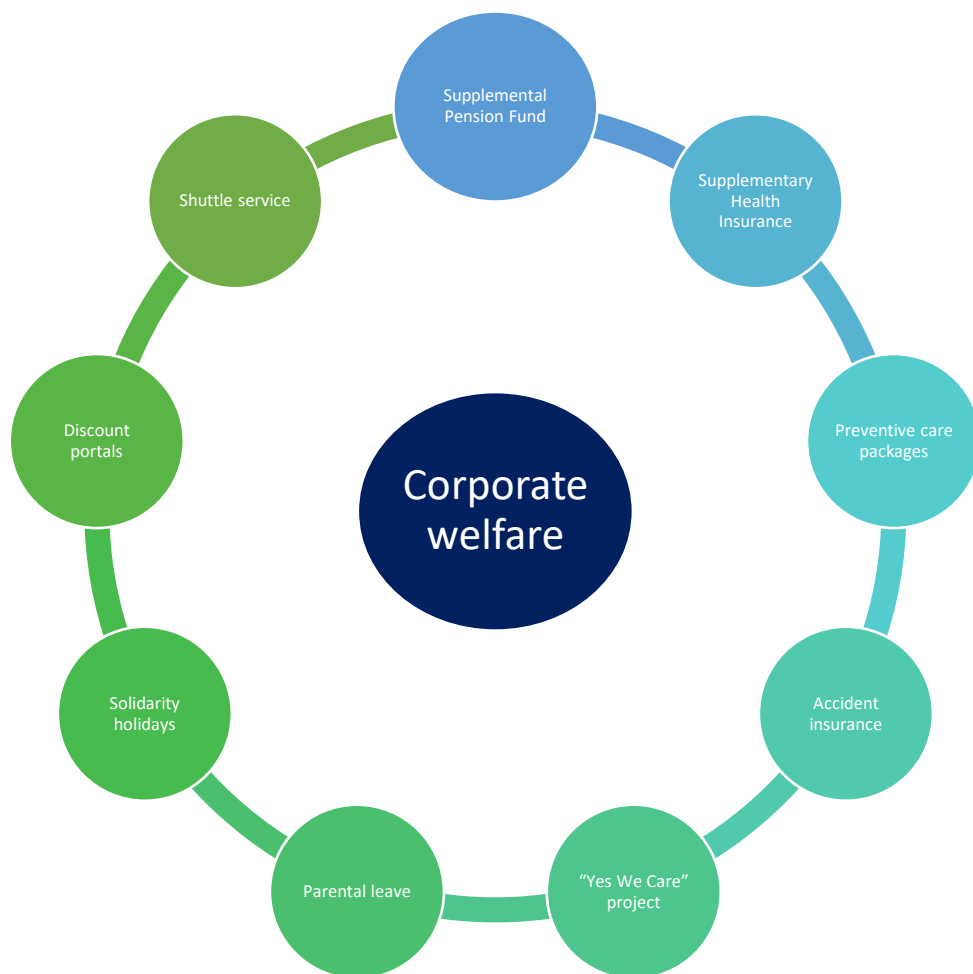 Supplemental
Pension Fund
Supplementary
Health
Insurance
Preventive care
packages
Accident
insurance
“Yes We Care”
project
Parental leave
Solidarity
holidays
Discount
portals
Shuttle service
Corporate
welfare